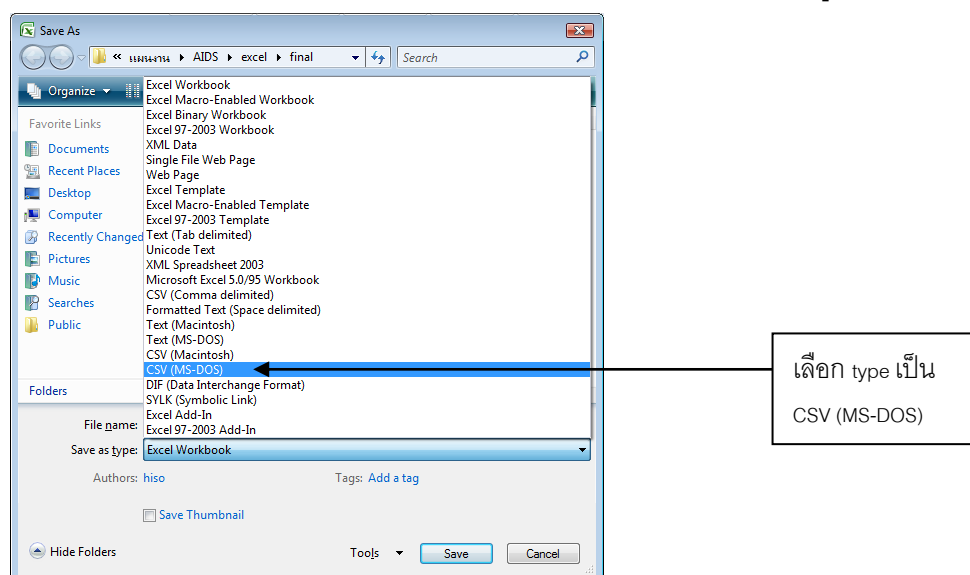 Save As
« แผนงาน ▸ AIDS ▸ excel ▸ final
Search
Organize
Favorite Links
Documents
Recent Places
Desktop
Computer
Recently Changed
Pictures
Music
Searches
Public
Folders
Excel Workbook
Excel Macro-Enabled Workbook
Excel Binary Workbook
Excel 97-2003 Workbook
XML Data
Single File Web Page
Web Page
Excel Template
Excel Macro-Enabled Template
Excel 97-2003 Template
Text (Tab delimited)
Unicode Text
XML Spreadsheet 2003
Microsoft Excel 5.0/95 Workbook
CSV (Comma delimited)
Formatted Text (Space delimited)
Text (Macintosh)
Text (MS-DOS)
CSV (Macintosh)
CSV (MS-DOS)
DIF (Data Interchange Format)
SYLK (Symbolic Link)
Excel Add-In
Excel 97-2003 Add-In
File name:
Save as type: Excel Workbook
Authors: hiso
Tags: Add a tag
Save Thumbnail
Hide Folders
Tools
Save
Cancel
เลือก type เป็น
CSV (MS-DOS)